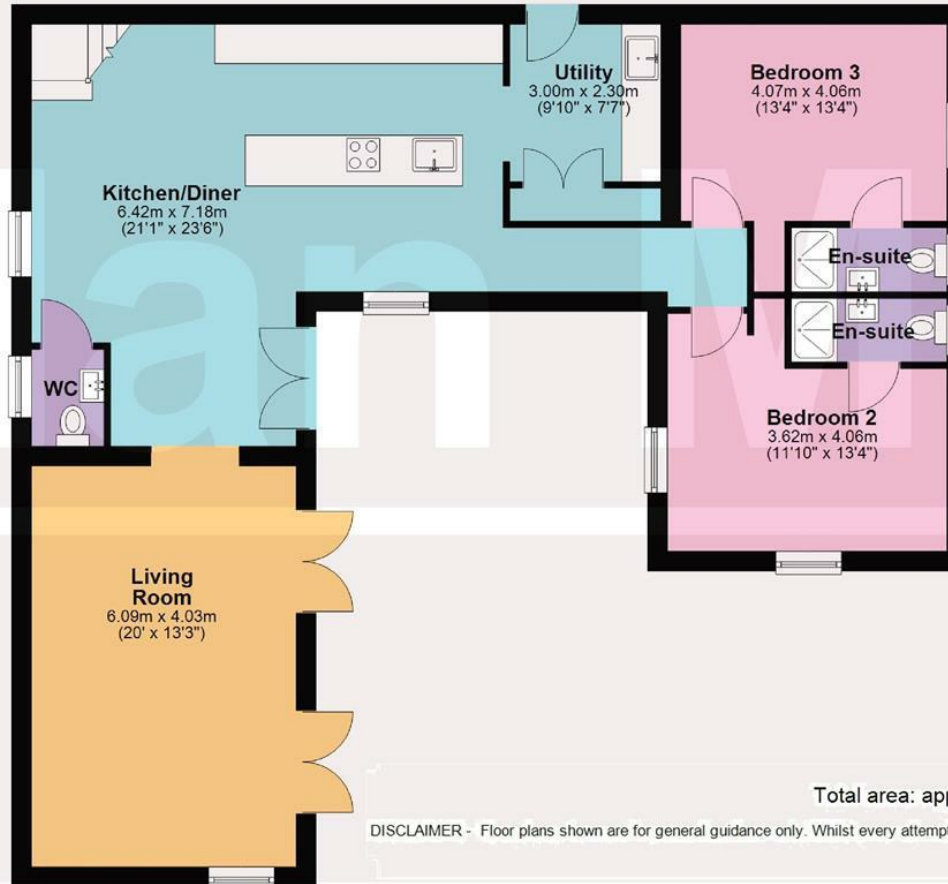 Utility
3.00m x 2.30m
(9'10" x 7'7")
Bedroom 3
4.07m x 4.06m
(13'4" x 13'4")
Kitchen/Diner
6.42m x 7.18m
(21'1" x 23'6")
En-suite
En-suite
WC
Bedroom 2
3.62m x 4.06m
(11'10" x 13'4")
Living
Room
6.09m x 4.03m
(20' x 13'3")
lan M
Total area: app
DISCLAIMER - Floor plans shown are for general guidance only. Whilst every attempt